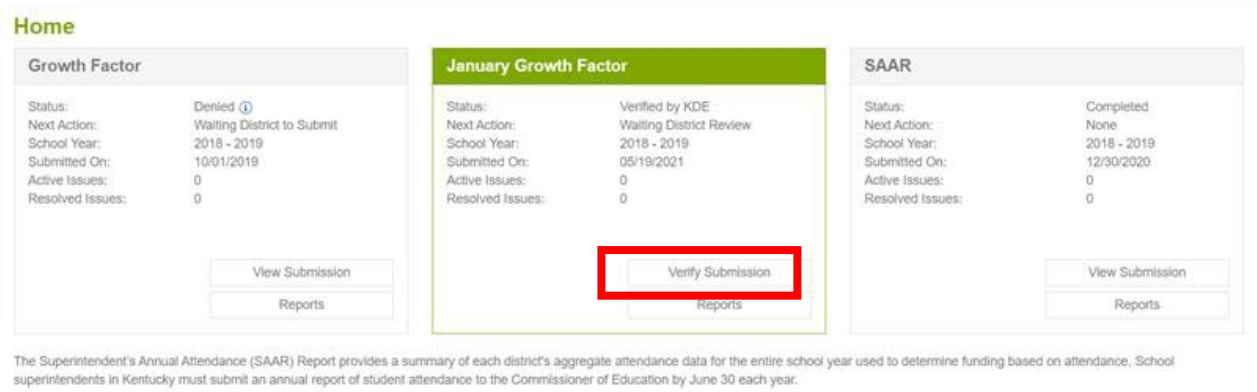 Home
Growth Factor
Status: Denied
Next Action: Waiting District to Submit
School Year: 2018 - 2019
Submitted On: 10/01/2019
Active Issues: 0
Resolved Issues: 0
View Submission
Reports
January Growth Factor
Status: Verified by KDE
Next Action: Waiting District Review
School Year: 2018 - 2019
Submitted On: 05/19/2021
Active Issues: 0
Resolved Issues: 0
Verify Submission
Reports
SAAR
Status: Completed
Next Action: None
School Year: 2018 - 2019
Submitted On: 12/30/2020
Active Issues: 0
Resolved Issues: 0
View Submission
Reports
The Superintendent's Annual Attendance (SAAR) Report provides a summary of each district's aggregate attendance data for the entire school year used to determine funding based on attendance. School
superintendents in Kentucky must submit an annual report of student attendance to the Commissioner of Education by June 30 each year.